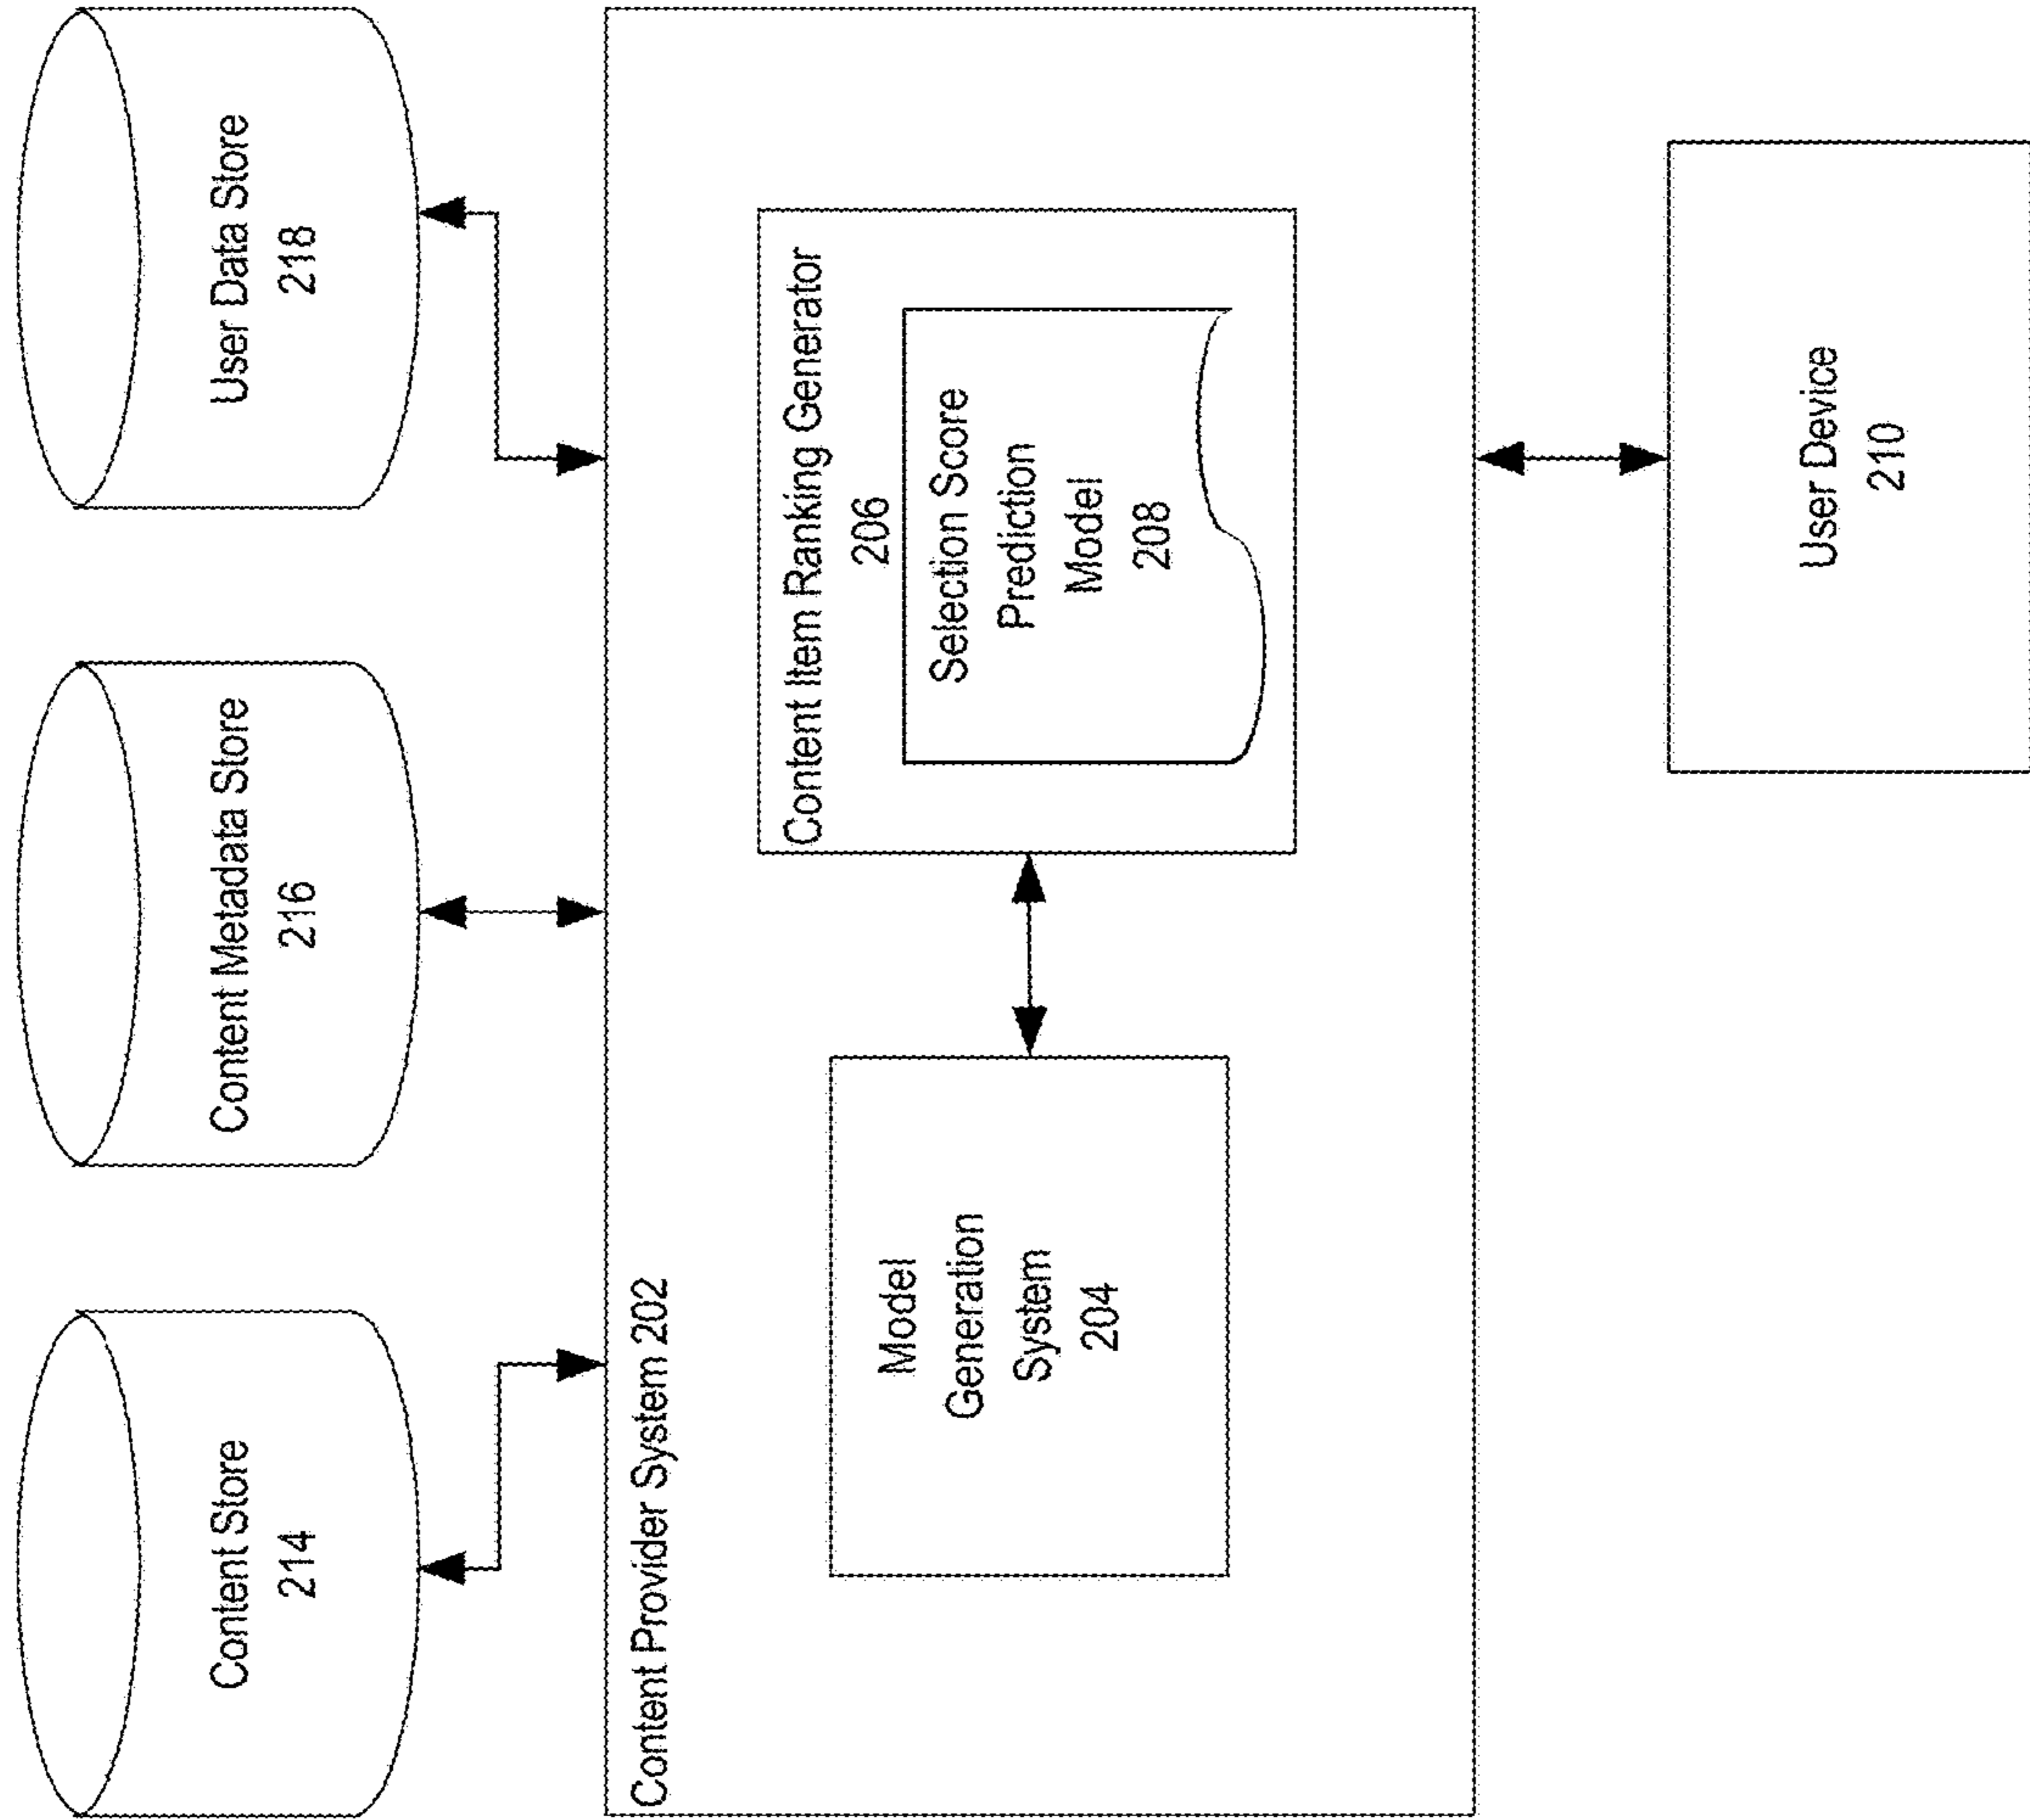 Content Store
214
Content Metadata Store
216
User Data Store
218
Content Provider System 202
Model
Generation
System
204
Content Item Ranking Generator
206
Selection Score
Prediction
Model
208
User Device
210